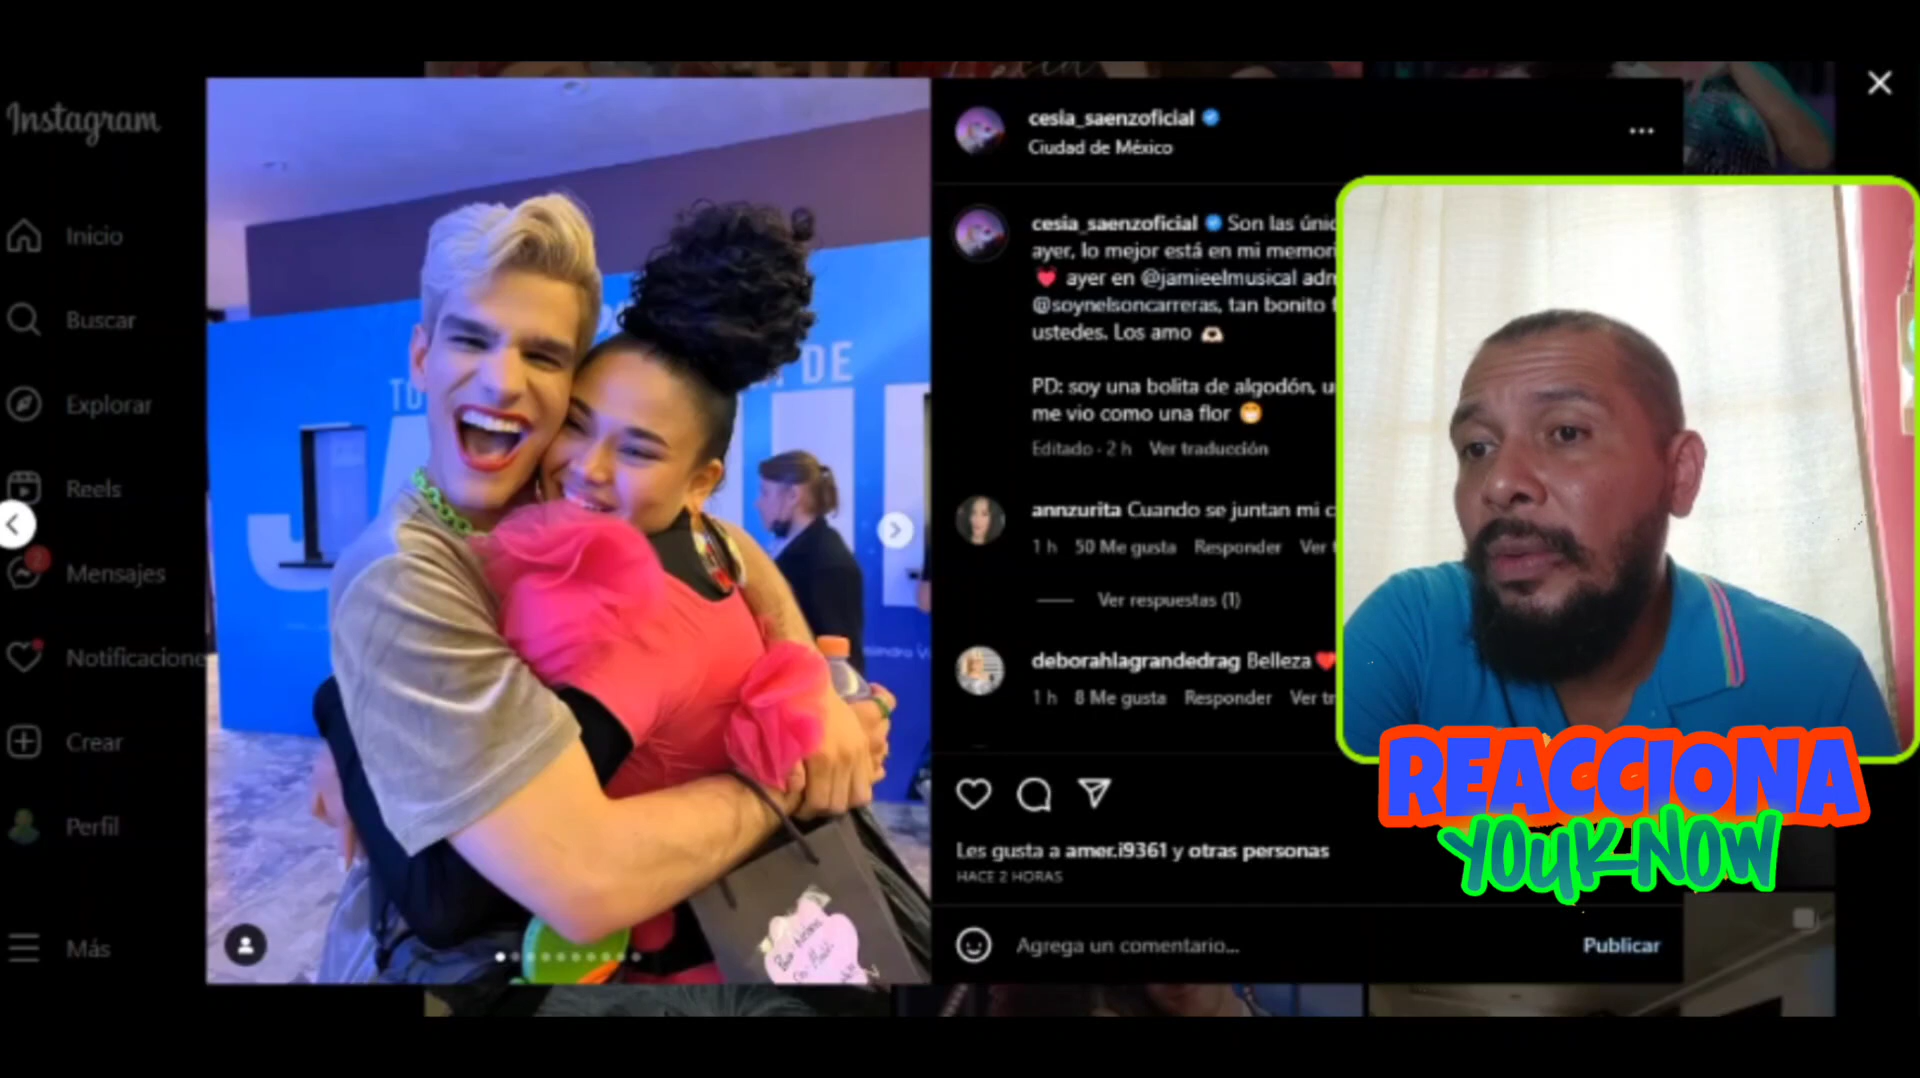 Instagram
Inicio
Buscar
Explorar
Reels
Mensajes
Notificacione
Crear
Perfil
Más
TO
DE
cesia_saenzoficial
Ciudad de México
cesia_saenzoficial Son las únic
ayer, lo mejor está en mi memori
ayer en @jamieelmusical adm
@soynelsoncarreras, tan bonito
ustedes. Los amo
PD: soy una bolita de algodón, u
me vio como una flor
Editado · 2 h Ver traducción
annzurita Cuando se juntan mi c
1 h 50 Me gusta Responder Ver t
Ver respuestas (1)
deborahlagrandedrag Belleza
1 h 8 Me gusta Responder Ver tr
Les gusta a amer.i9361 y otras personas
HACE 2 HORAS
Agrega un comentario...
Publicar
REACCIONA
YOUKNOW